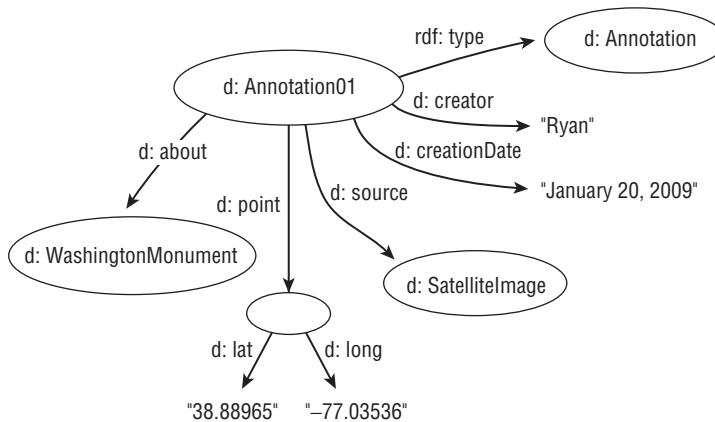 rdf: type
d: Annotation
d: Annotation01
d: creator
"Ryan"
d: about
d: creationDate
d: point
d: source
"January 20, 2009"
d: WashingtonMonument
d: SatelliteImage
d: lat
d: long
"38.88965"
"–77.03536"